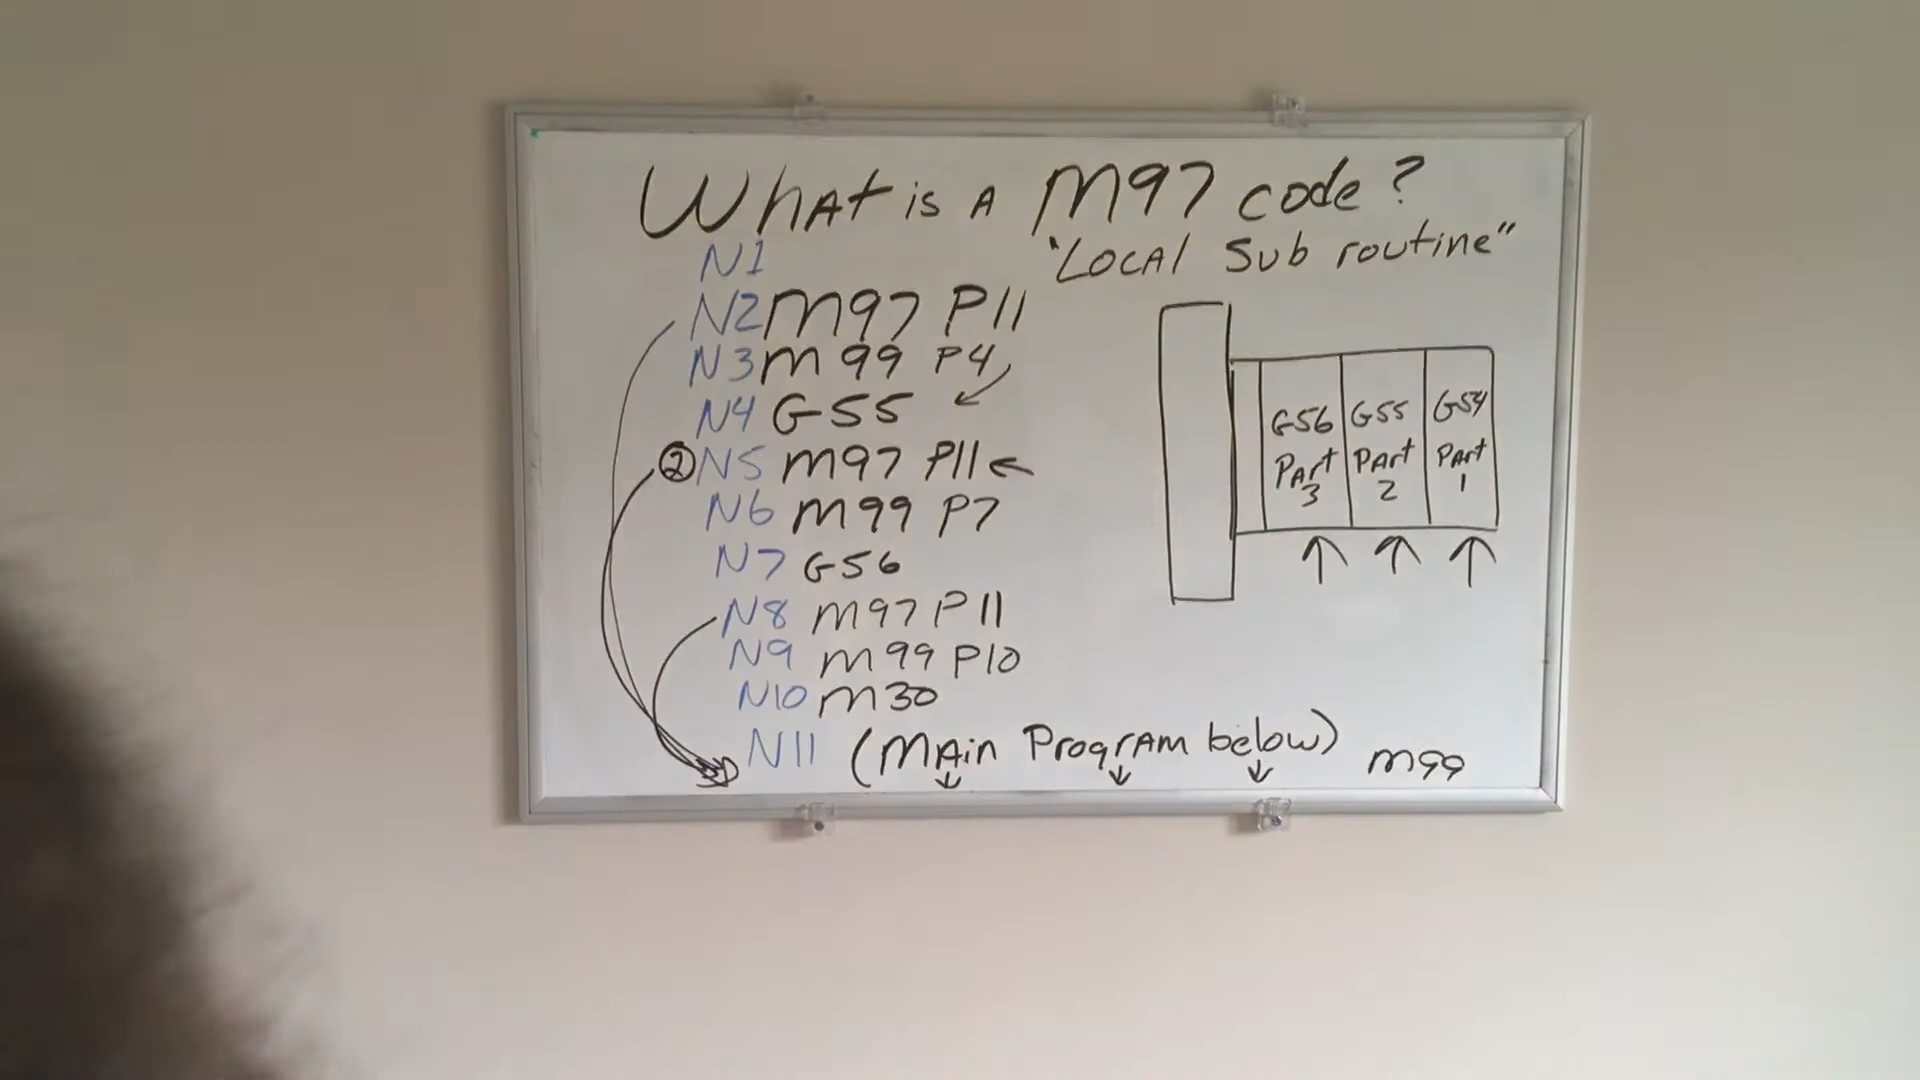 What is a M97 code?
"Local Sub routine"
N1
N2 M97 P11
N3 M99 P4
N4 G55
② N5 M97 P11
N6 M99 P7
N7 G56
N8 M97 P11
N9 M99 P10
N10 M30
N11 (Main Program below) M99
G56 Part 3
G55 Part 2
G54 Part 1